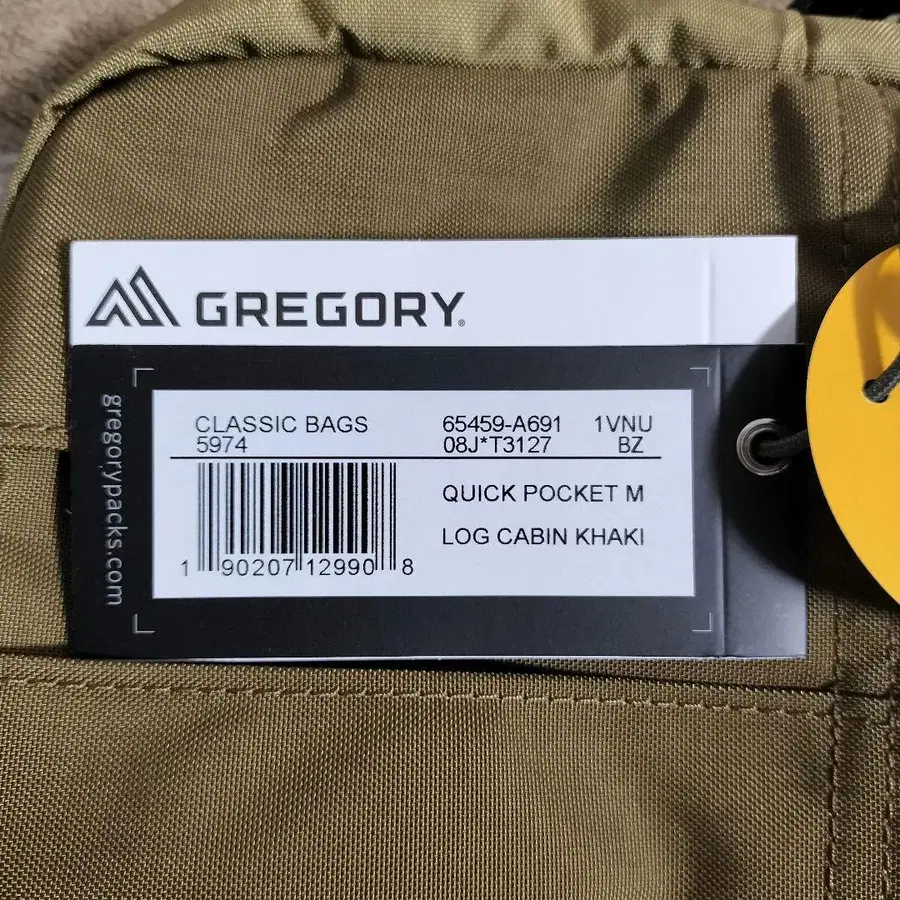 GREGORY.
gregorypacks.com
CLASSIC BAGS 65459-A691 1VNU
5974 08J*T3127 BZ
QUICK POCKET M
LOG CABIN KHAKI
1 90207 12990 8